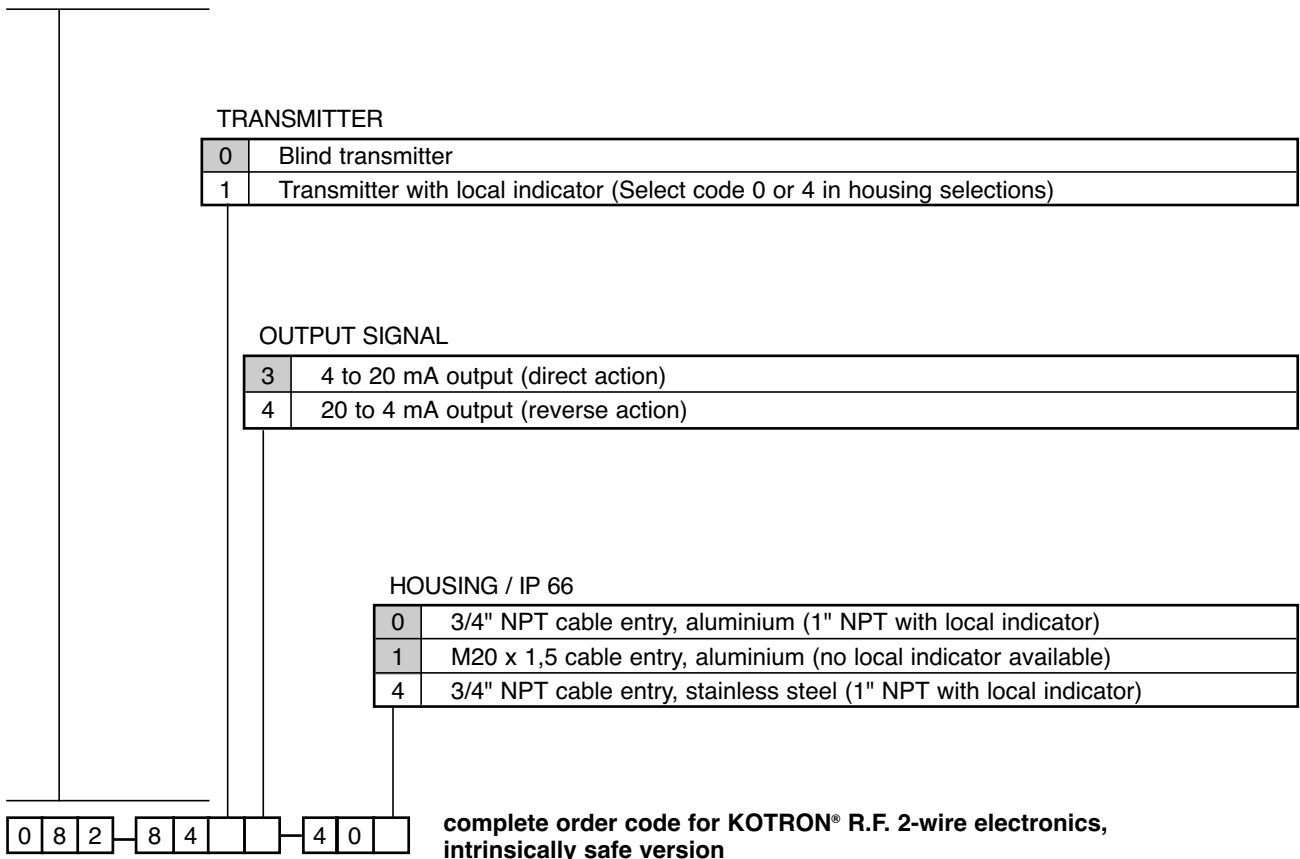 TRANSMITTER
0 Blind transmitter
1 Transmitter with local indicator (Select code 0 or 4 in housing selections)
OUTPUT SIGNAL
3 4 to 20 mA output (direct action)
4 20 to 4 mA output (reverse action)
HOUSING / IP 66
0 3/4" NPT cable entry, aluminium (1" NPT with local indicator)
1 M20 x 1,5 cable entry, aluminium (no local indicator available)
4 3/4" NPT cable entry, stainless steel (1" NPT with local indicator)
0 8 2 8 4 4 0
complete order code for KOTRON® R.F. 2-wire electronics,
intrinsically safe version